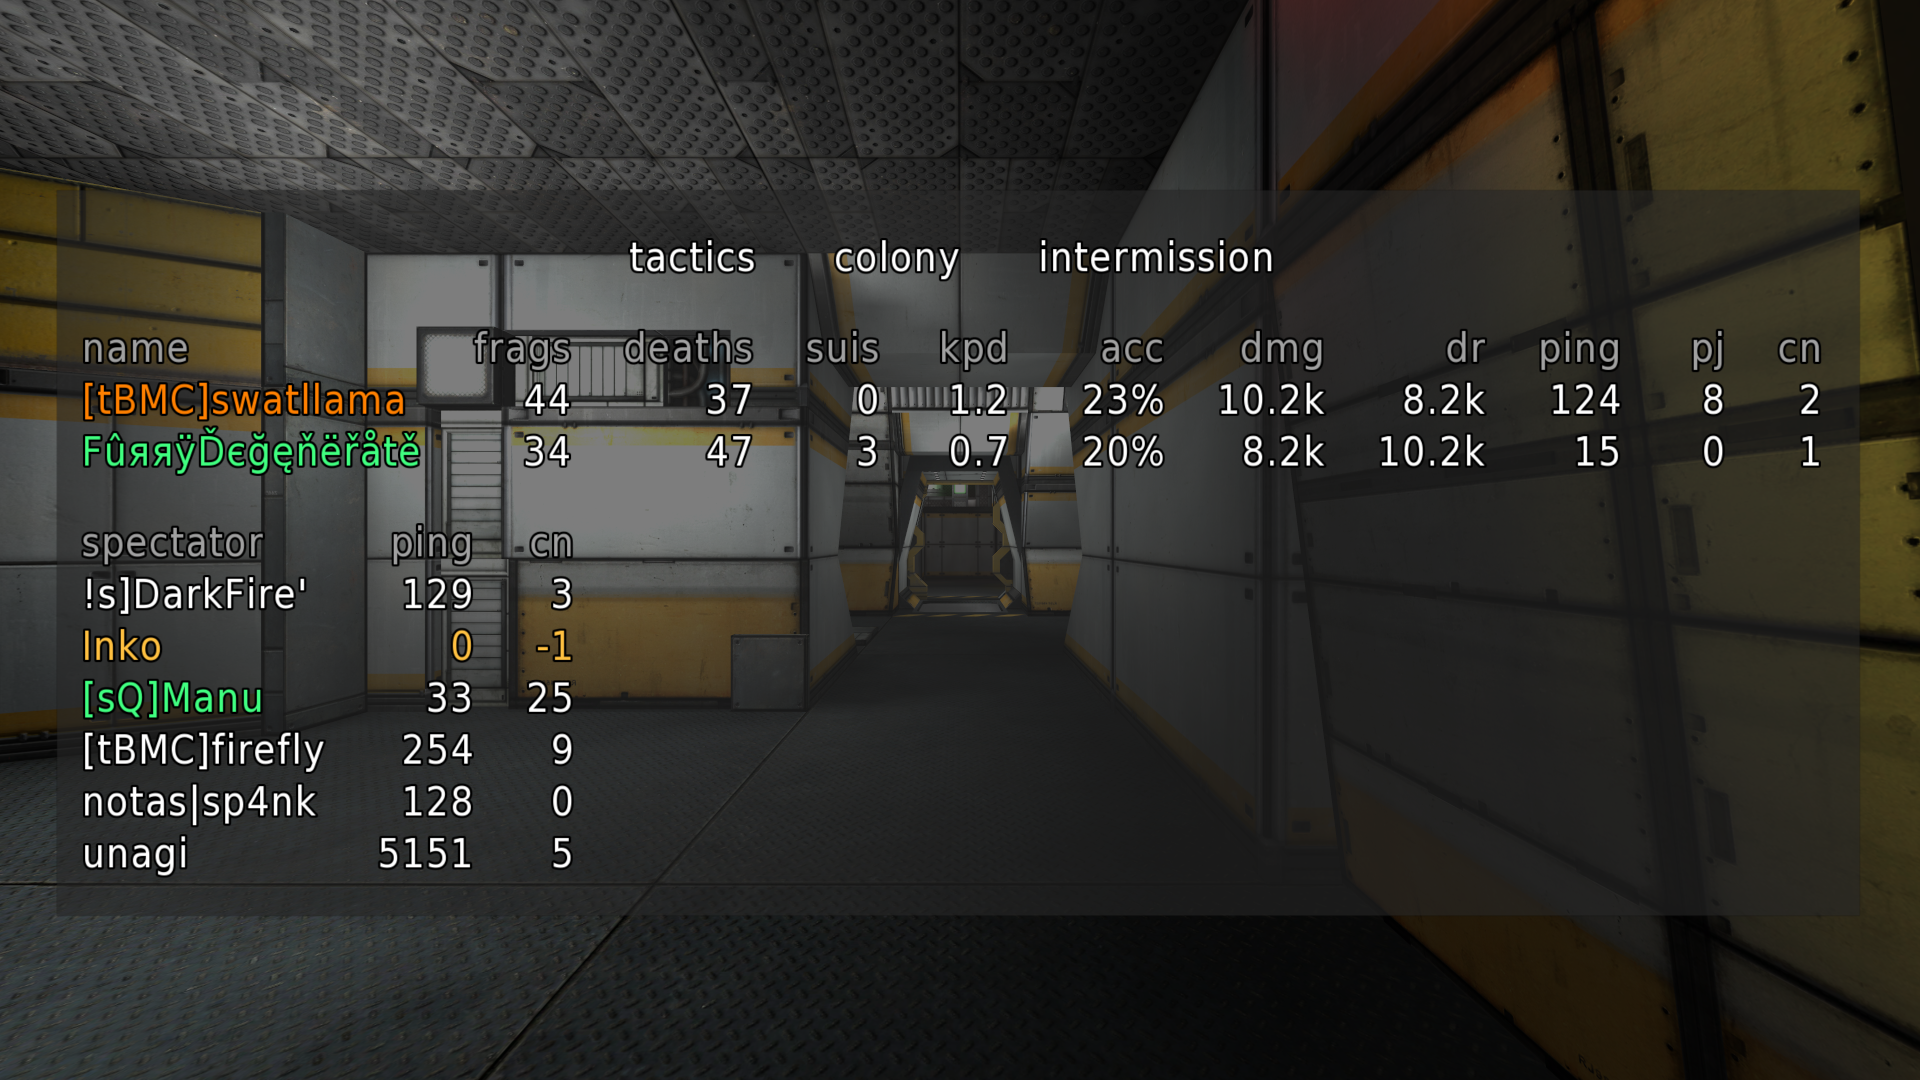 tactics colony intermission
name frags deaths suis kpd acc dmg dr ping pj cn
[tBMC]swatllama 44 37 0 1.2 23% 10.2k 8.2k 124 8 2
FûяяÿĎєğęňëřåtě 34 47 3 0.7 20% 8.2k 10.2k 15 0 1
spectator ping cn
!s]DarkFire' 129 3
Inko 0 -1
[sQ]Manu 33 25
[tBMC]firefly 254 9
notas|sp4nk 128 0
unagi 5151 5